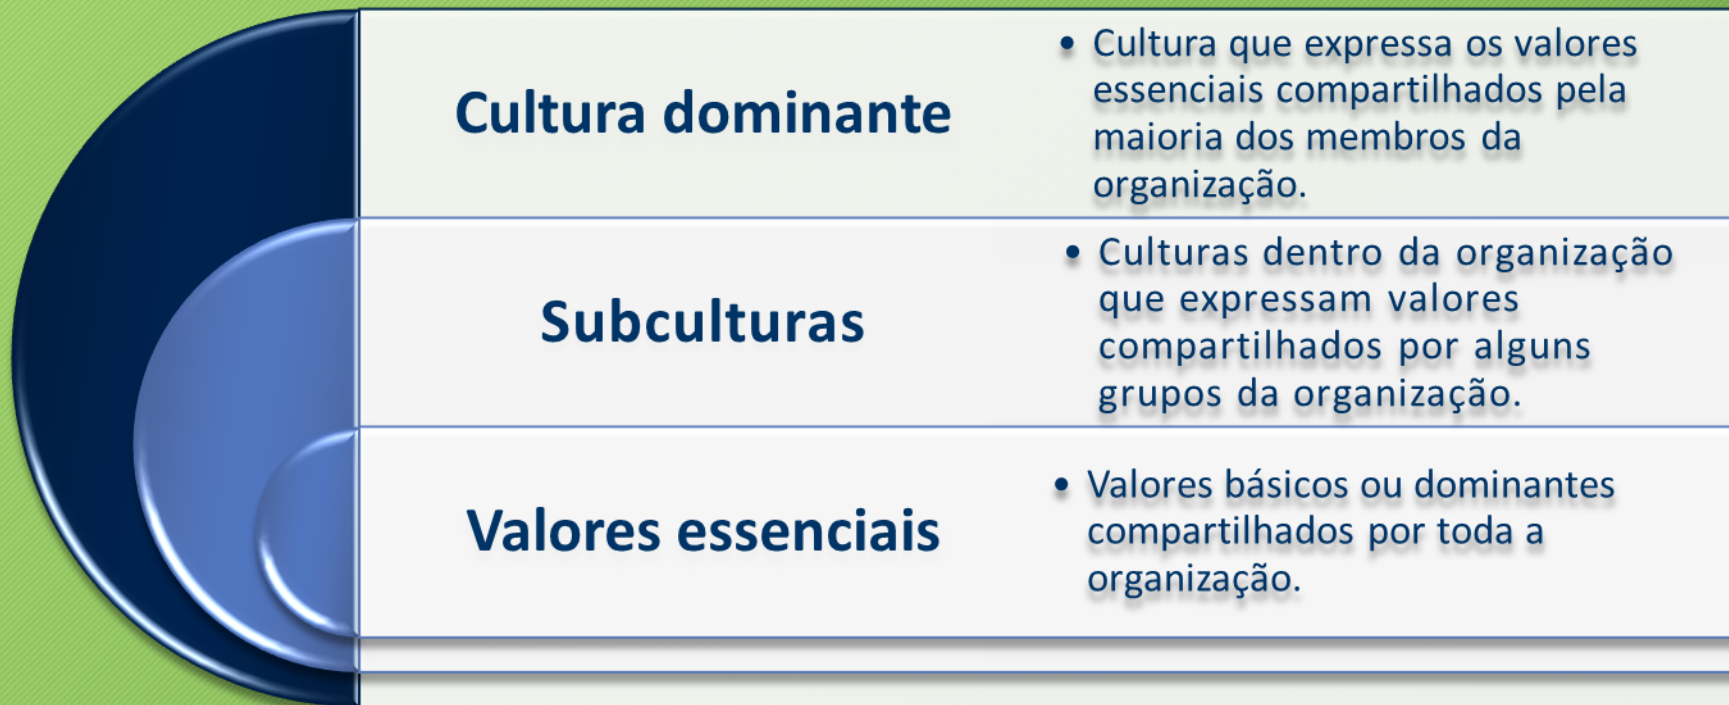 Cultura dominante
• Cultura que expressa os valores
essenciais compartilhados pela
maioria dos membros da
organização.
Subculturas
• Culturas dentro da organização
que expressam valores
compartilhados por alguns
grupos da organização.
Valores essenciais
• Valores básicos ou dominantes
compartilhados por toda a
organização.